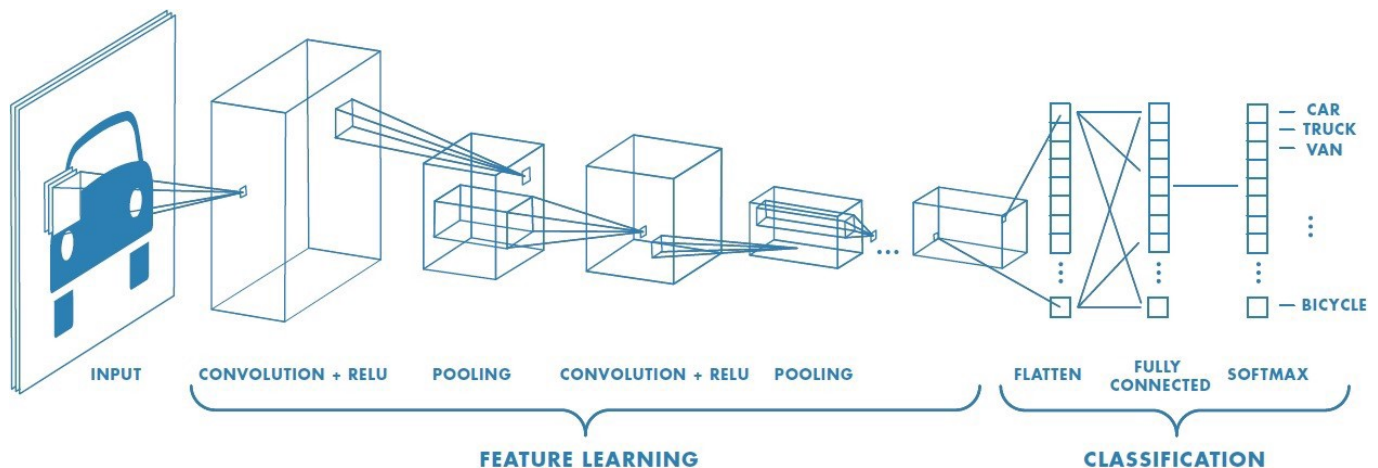 CAR
TRUCK
VAN
BICYCLE
INPUT
CONVOLUTION + RELU
POOLING
CONVOLUTION + RELU
POOLING
FLATTEN
FULLY
CONNECTED
SOFTMAX
FEATURE LEARNING
CLASSIFICATION